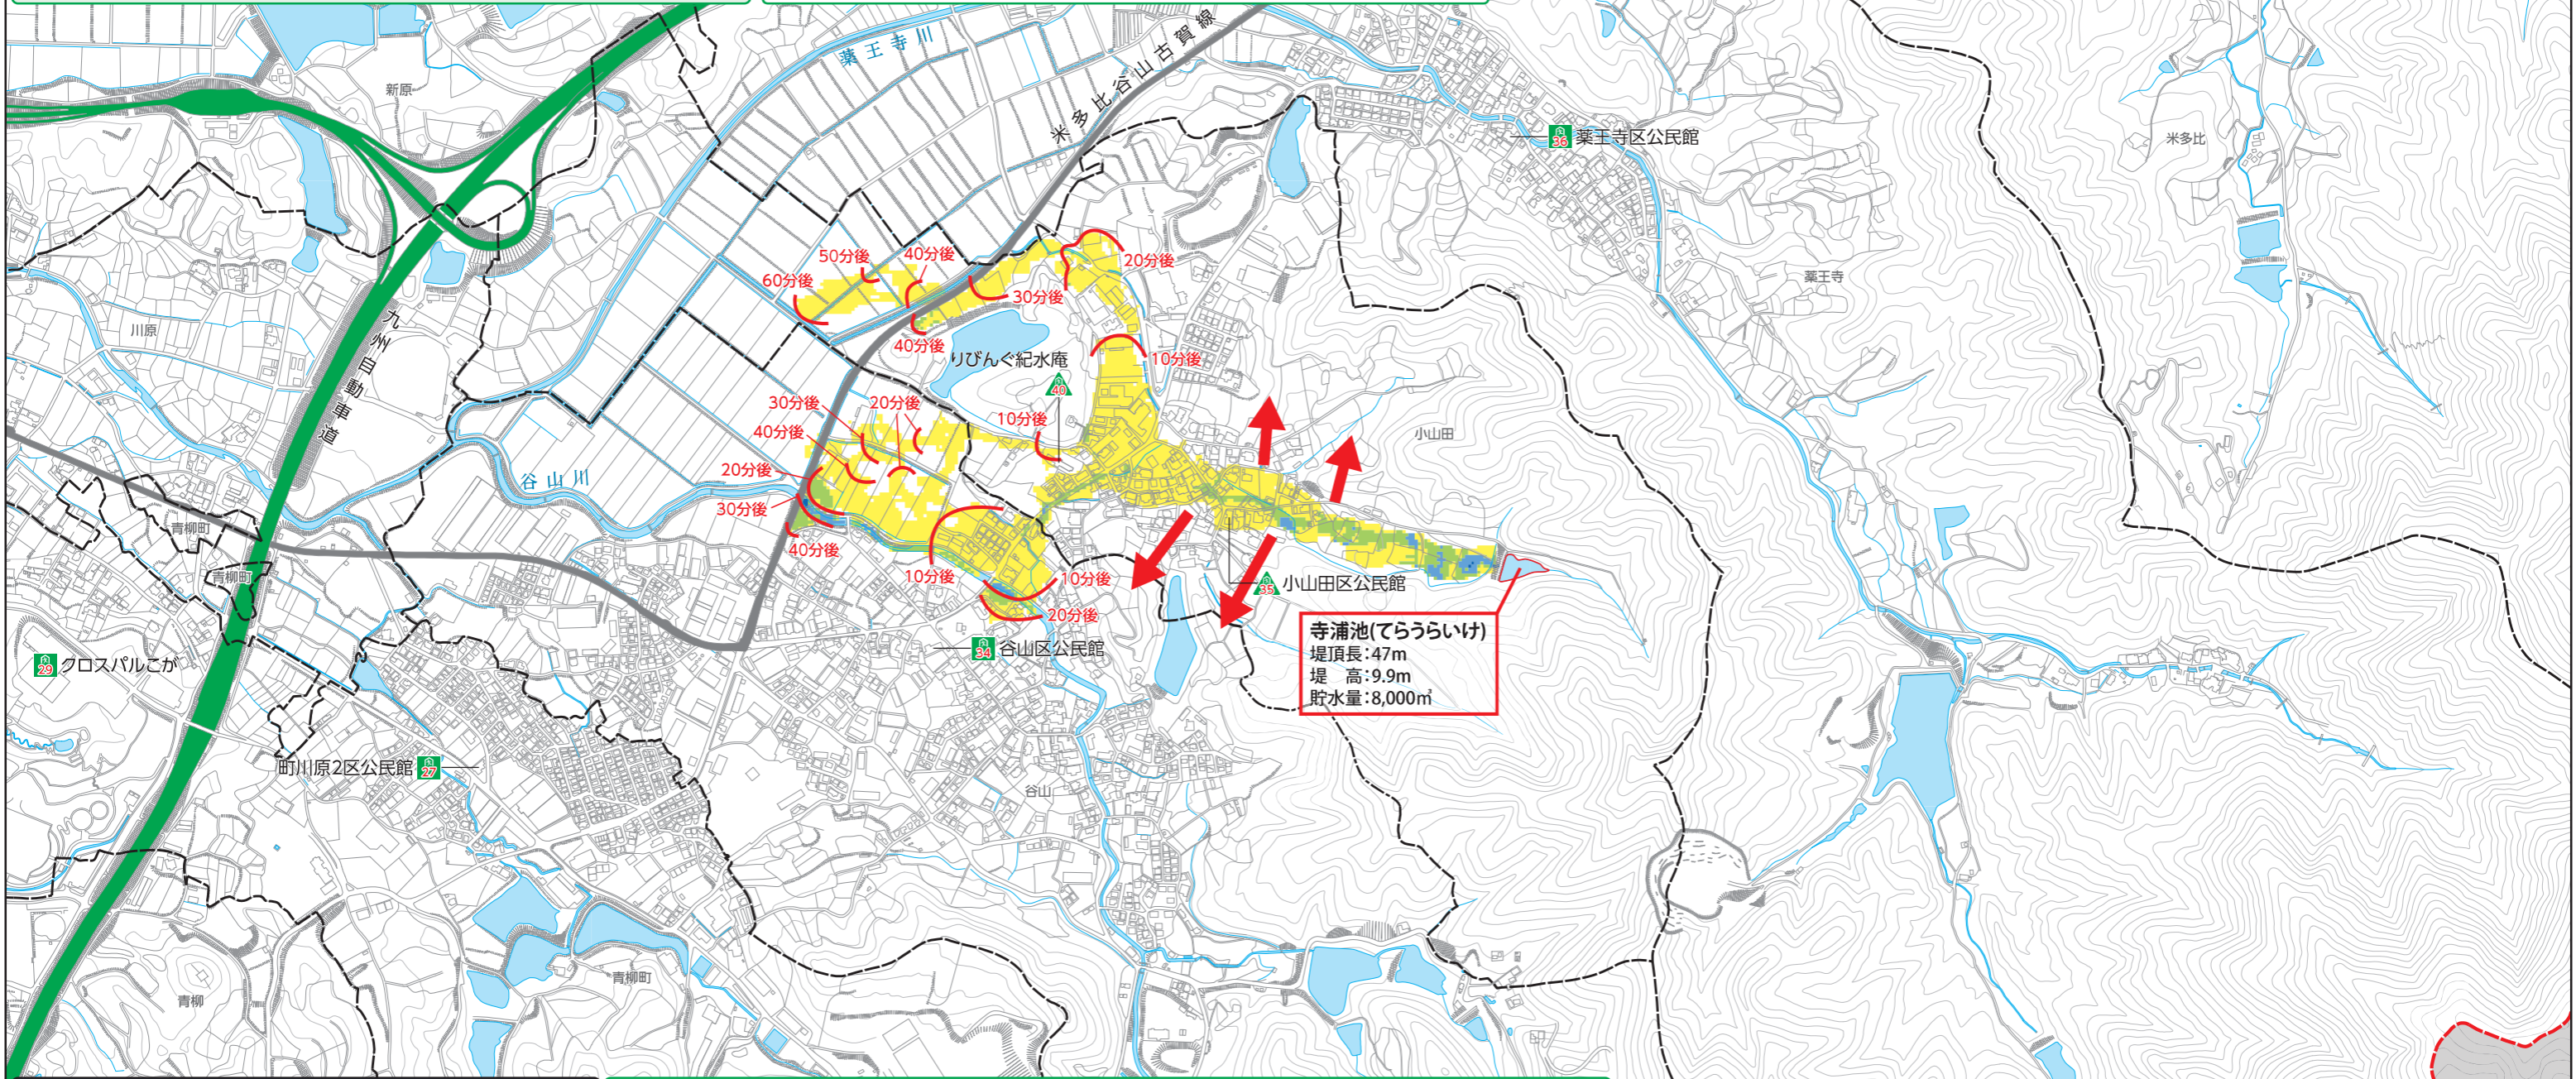 新原
薬王寺川
米多比谷山古賀線
36 薬王寺区公民館
米多比
薬王寺
川原
九州自動車道
50分後
40分後
60分後
20分後
30分後
40分後
りびんぐ紀水庵
40
10分後
30分後
20分後
10分後
40分後
小山田
20分後
谷山川
30分後
40分後
青柳町
青柳町
10分後
10分後
20分後
35 小山田区公民館
34 谷山区公民館
寺浦池(てらうらいけ)
堤頂長:47m
堤 高:9.9m
貯水量:8,000㎥
29 クロスパルこが
町川原2区公民館 27
谷山
青柳町
青柳